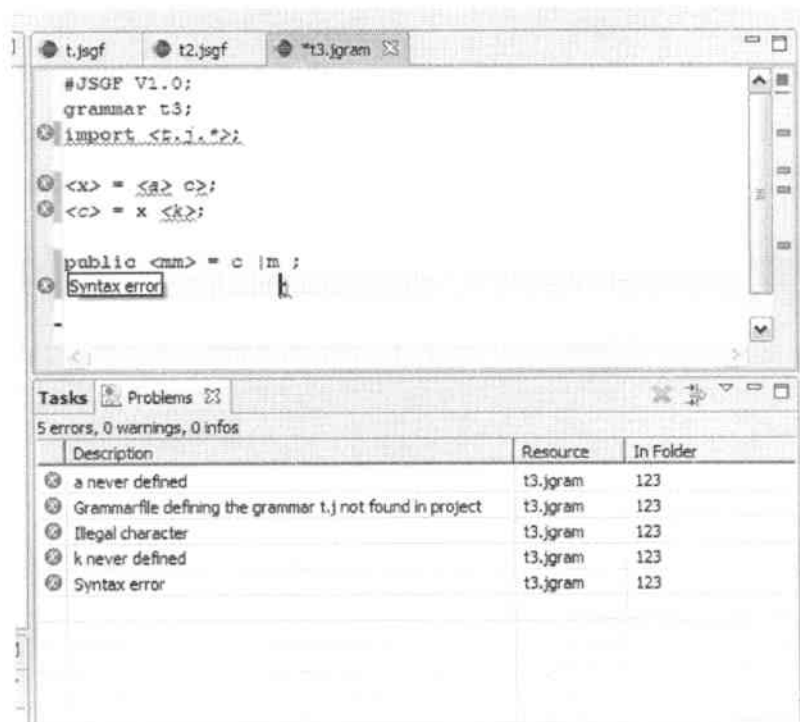 t.jsgf t2.jsgf *t3.jgram
#JSGF V1.0;
grammar t3;
import <t.j.*>;
<x> = <a> c>;
<c> = x <k>;
public <mm> = c |m ;
Syntax error
Tasks Problems
5 errors, 0 warnings, 0 infos
Description Resource In Folder
a never defined t3.jgram 123
Grammarfile defining the grammar t.j not found in project t3.jgram 123
Illegal character t3.jgram 123
k never defined t3.jgram 123
Syntax error t3.jgram 123